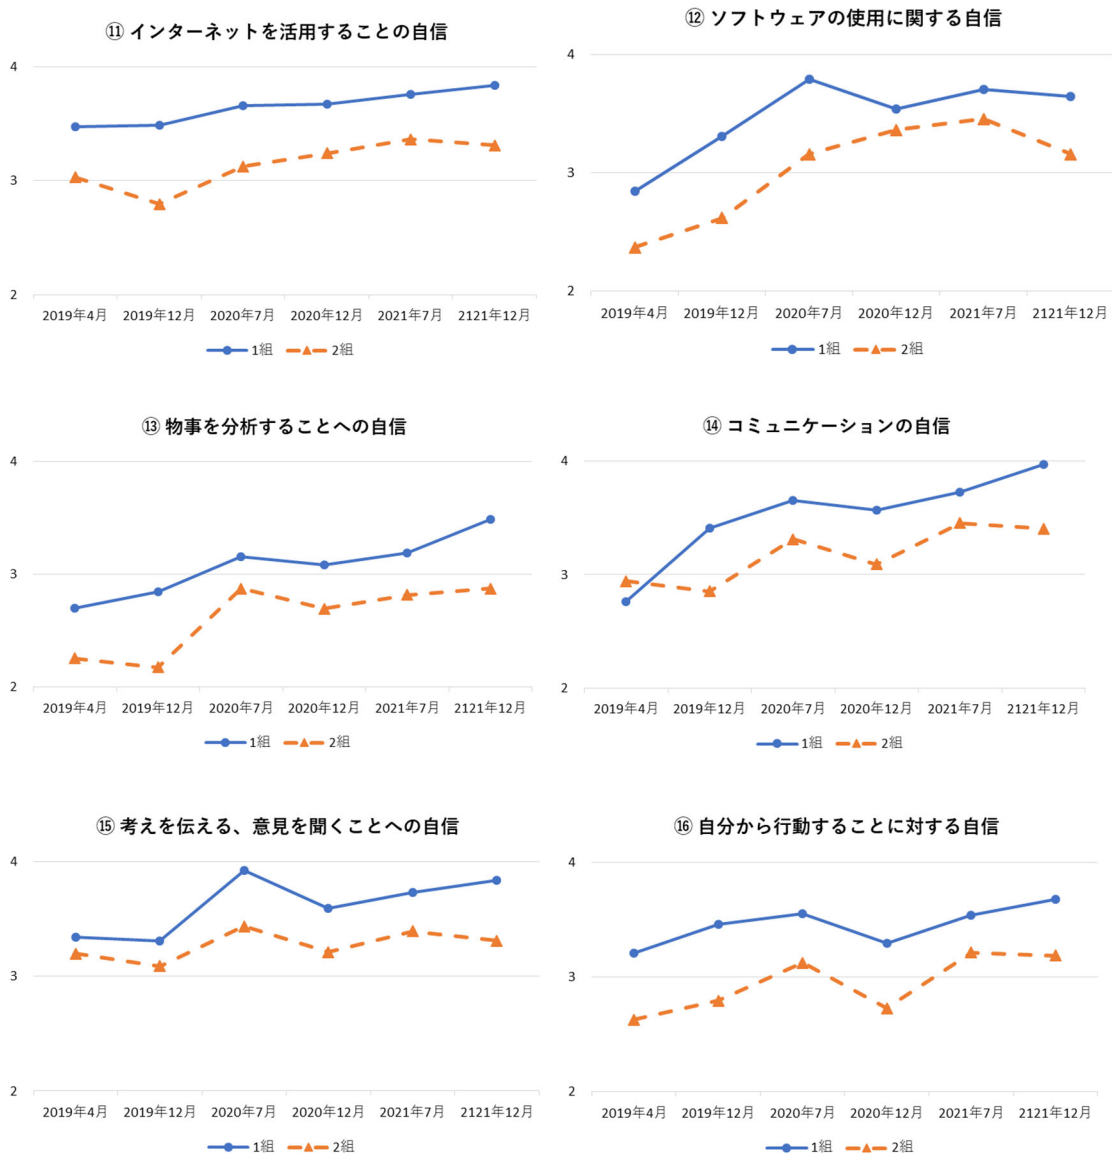 ⑪ インターネットを活用することの自信
4
3
2
2019年4月 2019年12月 2020年7月 2020年12月 2021年7月 2121年12月
1組 2組
⑫ ソフトウェアの使用に関する自信
4
3
2
2019年4月 2019年12月 2020年7月 2020年12月 2021年7月 2121年12月
1組 2組
⑬ 物事を分析することへの自信
4
3
2
2019年4月 2019年12月 2020年7月 2020年12月 2021年7月 2121年12月
1組 2組
⑭ コミュニケーションの自信
4
3
2
2019年4月 2019年12月 2020年7月 2020年12月 2021年7月 2121年12月
1組 2組
⑮ 考えを伝える、意見を聞くことへの自信
4
3
2
2019年4月 2019年12月 2020年7月 2020年12月 2021年7月 2121年12月
1組 2組
⑯ 自分から行動することに対する自信
4
3
2
2019年4月 2019年12月 2020年7月 2020年12月 2021年7月 2121年12月
1組 2組